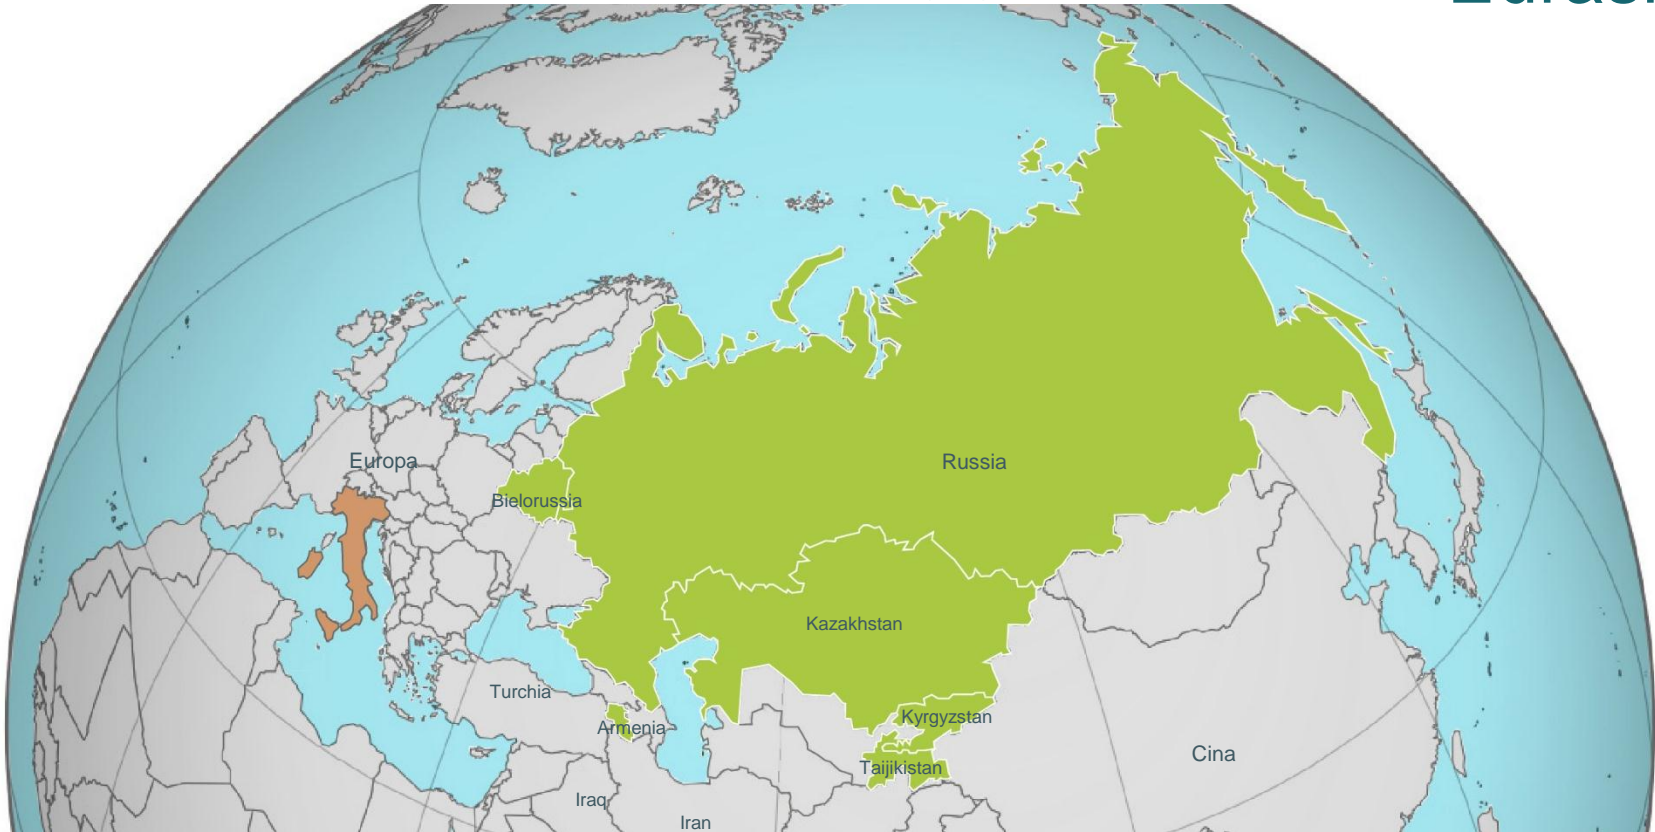 Europa
Russia
Bielorussia
Kazakhstan
Turchia
Armenia
Kyrgyzstan
Cina
Taijikistan
Iraq
Iran